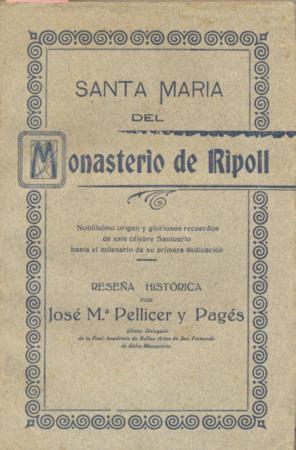 SANTA MARIA
DEL
Monasterio de Ripoll
Nobilísimo origen y gloriosos recuerdos
de este célebre Santuario
hasta el milenario de su primera dedicación
RESEÑA HISTÓRICA
POR
José M.ª Pellicer y Pagés
último Delegado
de la Real Academia de Bellas Artes de San Fernando
de dicho Monasterio.